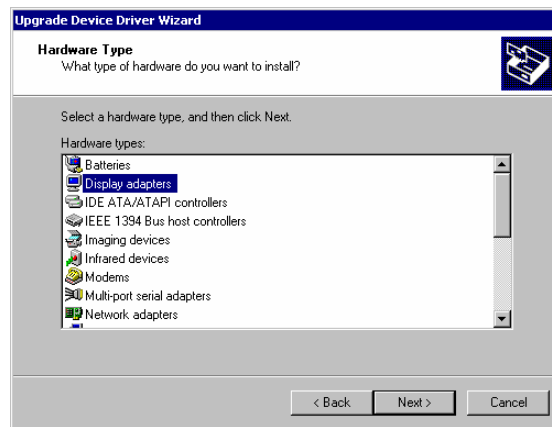 Upgrade Device Driver Wizard
Hardware Type
What type of hardware do you want to install?
Select a hardware type, and then click Next.
Hardware types:
Batteries
Display adapters
IDE ATA/ATAPI controllers
IEEE 1394 Bus host controllers
Imaging devices
Infrared devices
Modems
Multi-port serial adapters
Network adapters
< Back Next > Cancel